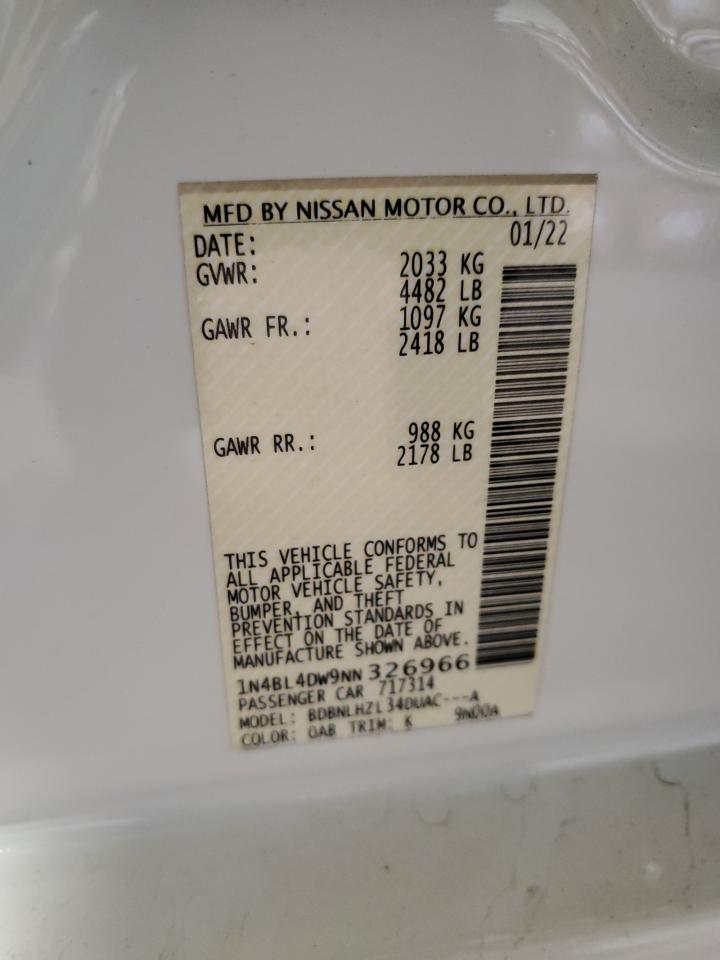 MFD BY NISSAN MOTOR CO., LTD.
DATE: 01/22
GVWR: 2033 KG
4482 LB
GAWR FR.: 1097 KG
2418 LB
GAWR RR.: 988 KG
2178 LB
THIS VEHICLE CONFORMS TO
ALL APPLICABLE FEDERAL
MOTOR VEHICLE SAFETY,
BUMPER, AND THEFT
PREVENTION STANDARDS IN
EFFECT ON THE DATE OF
MANUFACTURE SHOWN ABOVE.
1N4BL4DW9NN 326966
PASSENGER CAR 717314
MODEL: BDBNLHZL34DUAC---A
COLOR: QAB TRIM: K 9N00A